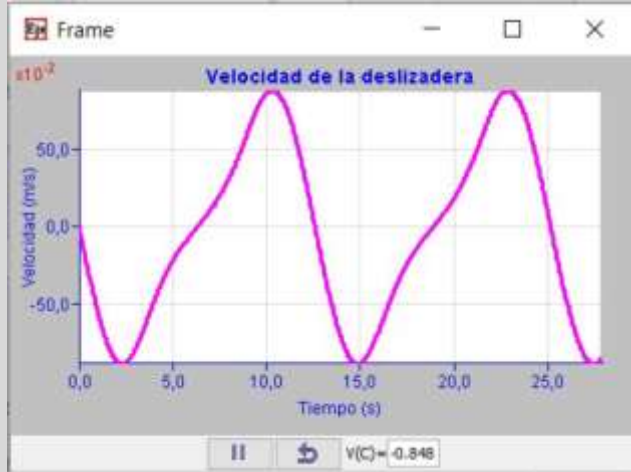 Frame
x10-2
Velocidad de la deslizadera
50,0
0,0
-50,0
Velocidad (m/s)
0,0 5,0 10,0 15,0 20,0 25,0
Tiempo (s)
V(C)= -0.848